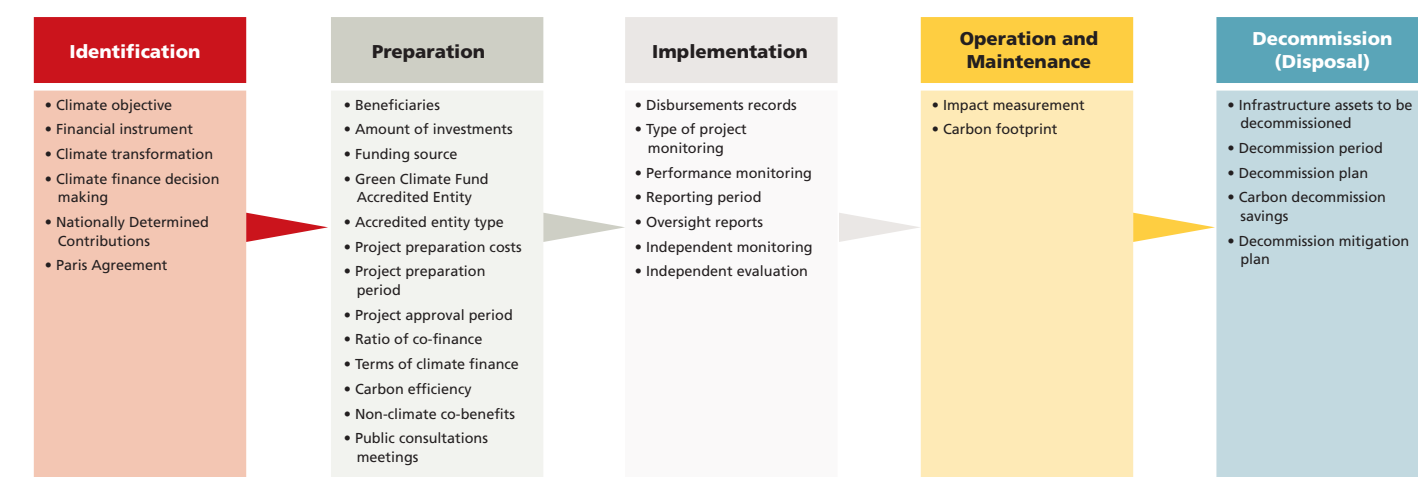 Identification
• Climate objective
• Financial instrument
• Climate transformation
• Climate finance decision
making
• Nationally Determined
Contributions
• Paris Agreement
Preparation
• Beneficiaries
• Amount of investments
• Funding source
• Green Climate Fund
Accredited Entity
• Accredited entity type
• Project preparation costs
• Project preparation
period
• Project approval period
• Ratio of co-finance
• Terms of climate finance
• Carbon efficiency
• Non-climate co-benefits
• Public consultations
meetings
Implementation
• Disbursements records
• Type of project
monitoring
• Performance monitoring
• Reporting period
• Oversight reports
• Independent monitoring
• Independent evaluation
Operation and
Maintenance
• Impact measurement
• Carbon footprint
Decommission
(Disposal)
• Infrastructure assets to be
decommissioned
• Decommission period
• Decommission plan
• Carbon decommission
savings
• Decommission mitigation
plan